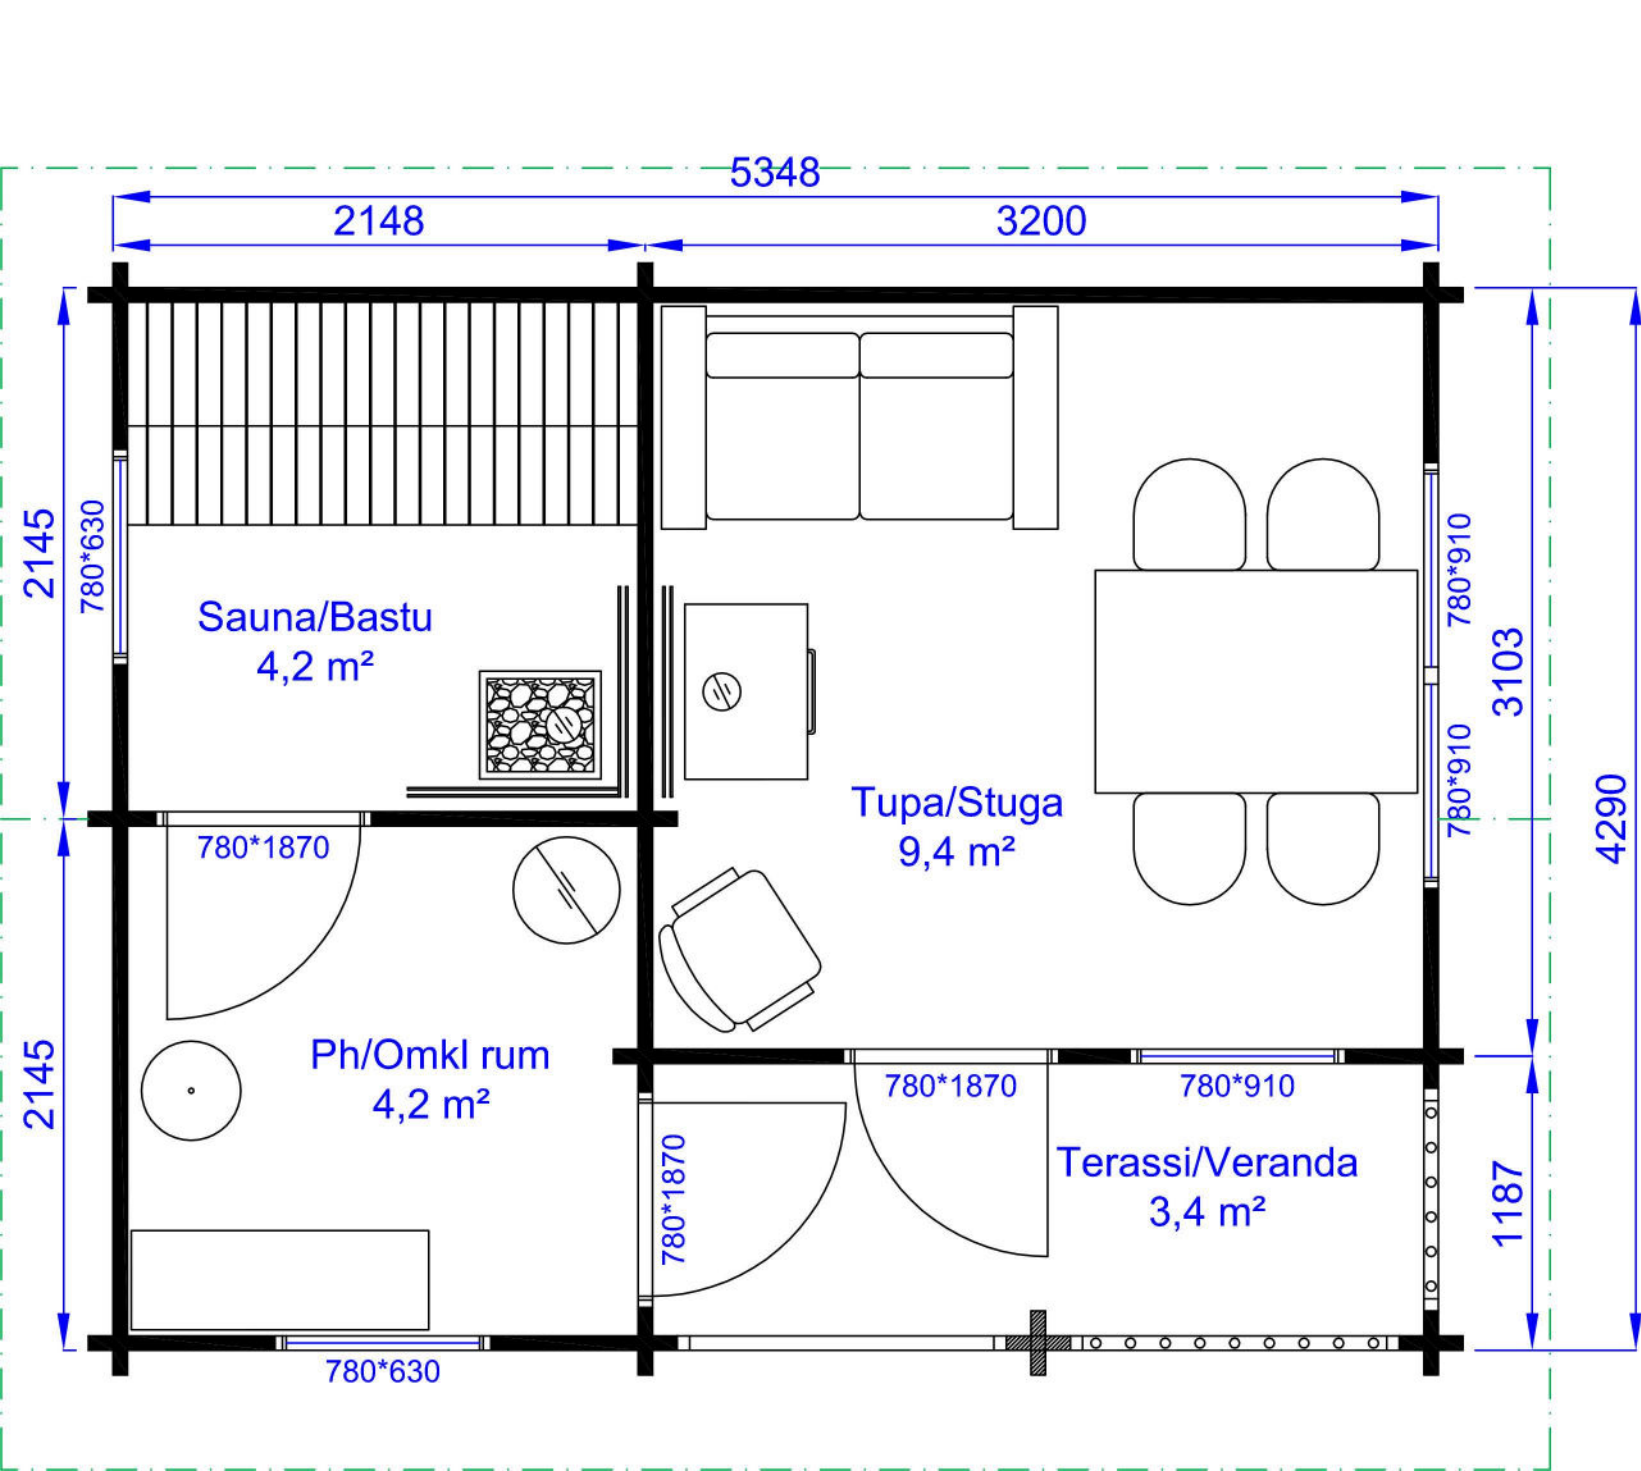 5348
2148
3200
2145
780*630
Sauna/Bastu
4,2 m²
780*910
3103
780*910
4290
Tupa/Stuga
9,4 m²
780*1870
2145
Ph/Omkl rum
4,2 m²
780*1870
780*910
780*1870
Terassi/Veranda
3,4 m²
1187
780*630